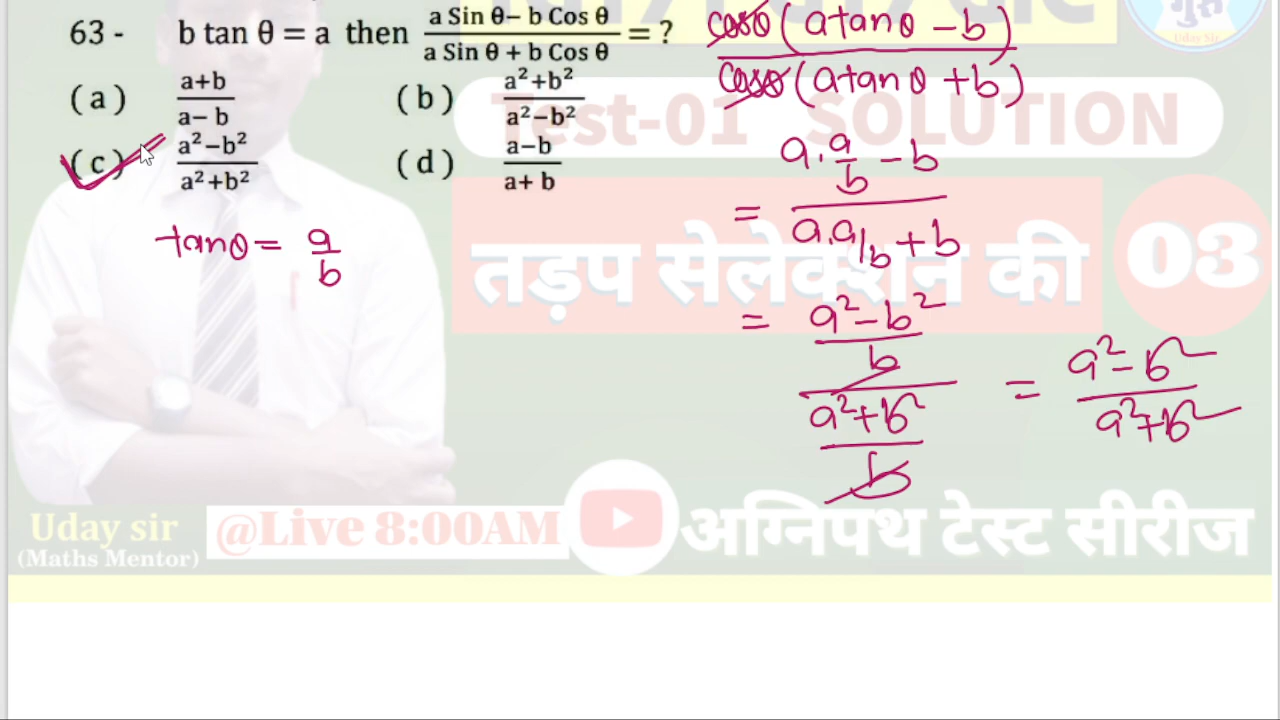 63 - b tan θ = a then (a Sin θ− b Cos θ)/(a Sin θ + b Cos θ) = ?
(a) (a+b)/(a− b) (b) (a²+b²)/(a²−b²)
(c) (a²−b²)/(a²+b²) (d) (a−b)/(a+ b)
tanθ = a/b
cosθ (a tanθ − b)
cosθ (a tanθ + b)
= (a.a/b − b)/(a.a/b + b)
= ((a²−b²)/b)/((a²+b²)/b) = (a²−b²)/(a²+b²)
गुरु
Uday Sir
Test-01 SOLUTION
तड़प सेलेक्शन की 03
Uday sir
(Maths Mentor)
@Live 8:00AM
अग्निपथ टेस्ट सीरीज